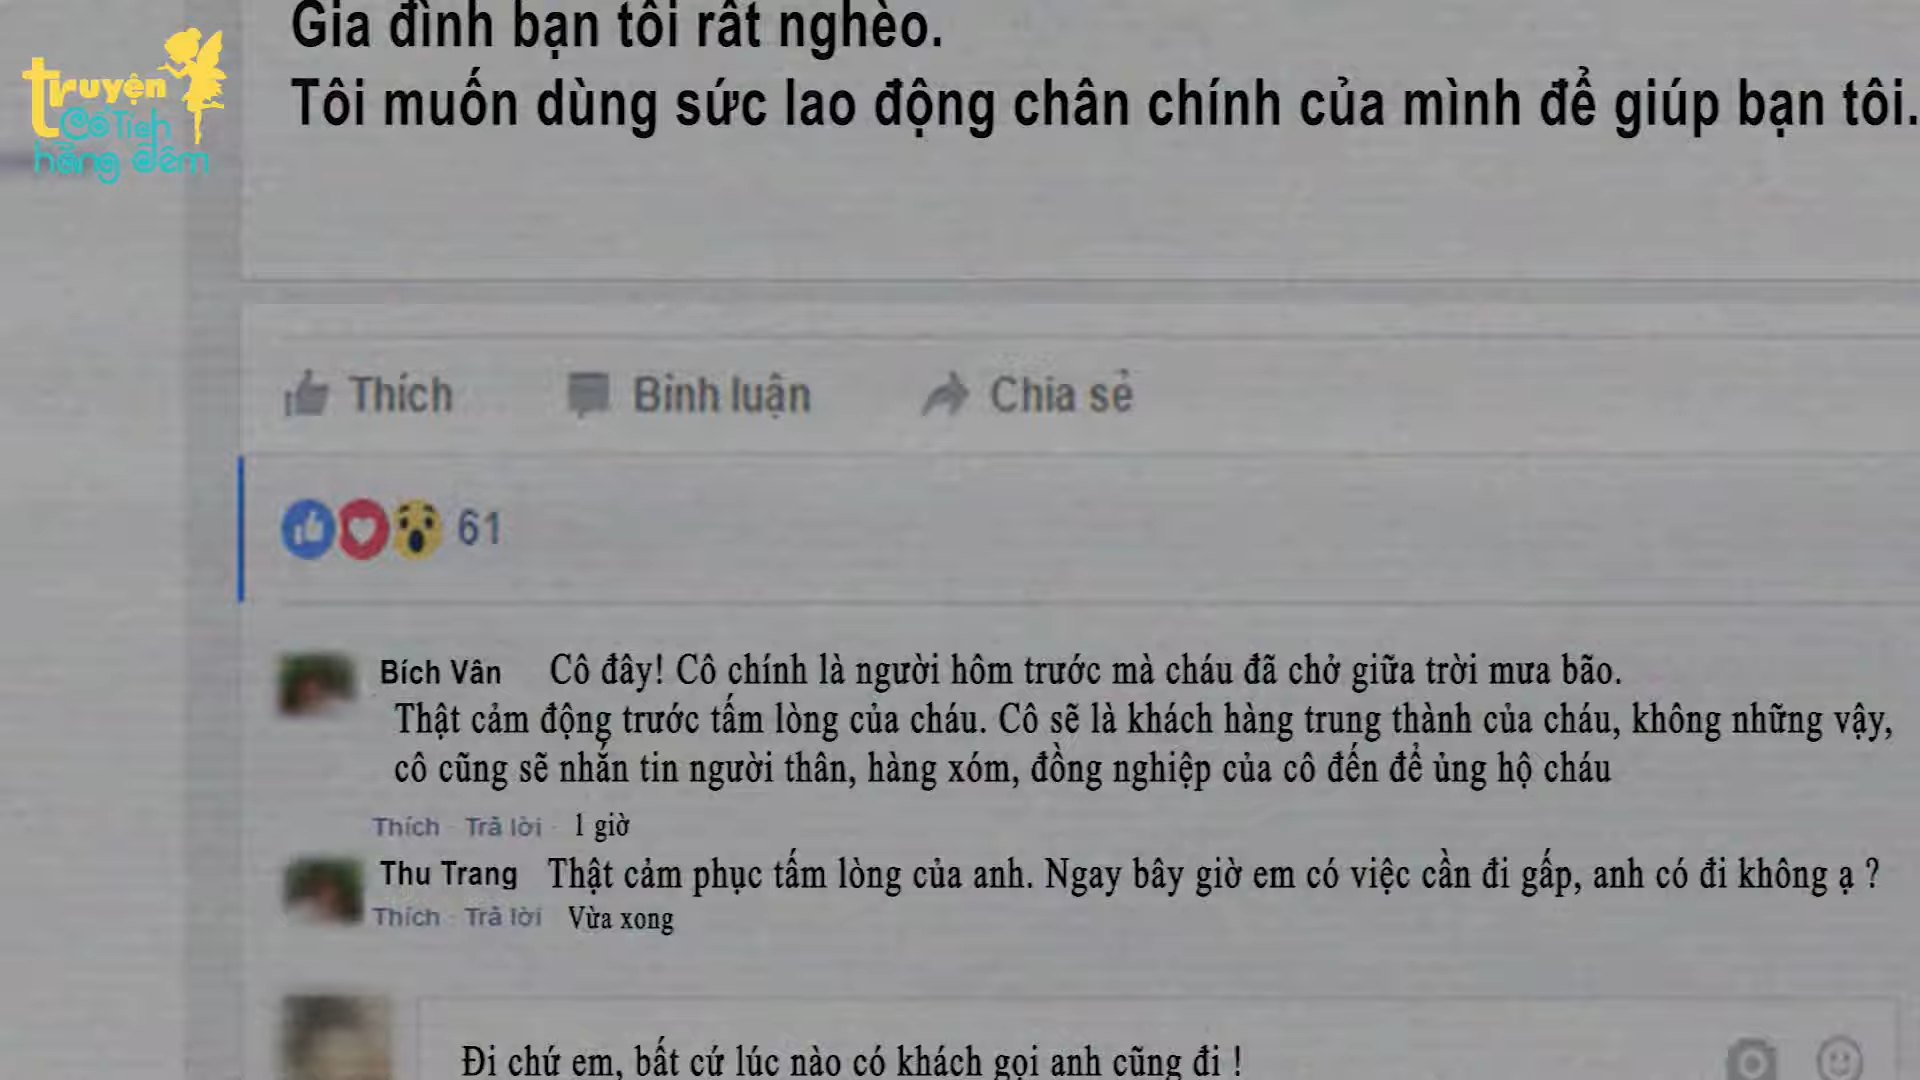 Gia đình bạn tôi rất nghèo.
Tôi muốn dùng sức lao động chân chính của mình để giúp bạn tôi.
truyện
Cổ Tích
hằng đêm
Thích Bình luận Chia sẻ
61
Bích Vân Cô đây! Cô chính là người hôm trước mà cháu đã chở giữa trời mưa bão.
Thật cảm động trước tấm lòng của cháu. Cô sẽ là khách hàng trung thành của cháu, không những vậy,
cô cũng sẽ nhắn tin người thân, hàng xóm, đồng nghiệp của cô đến để ủng hộ cháu
Thích · Trả lời · 1 giờ
Thu Trang Thật cảm phục tấm lòng của anh. Ngay bây giờ em có việc cần đi gấp, anh có đi không ạ ?
Thích · Trả lời Vừa xong
Đi chứ em, bất cứ lúc nào có khách gọi anh cũng đi !